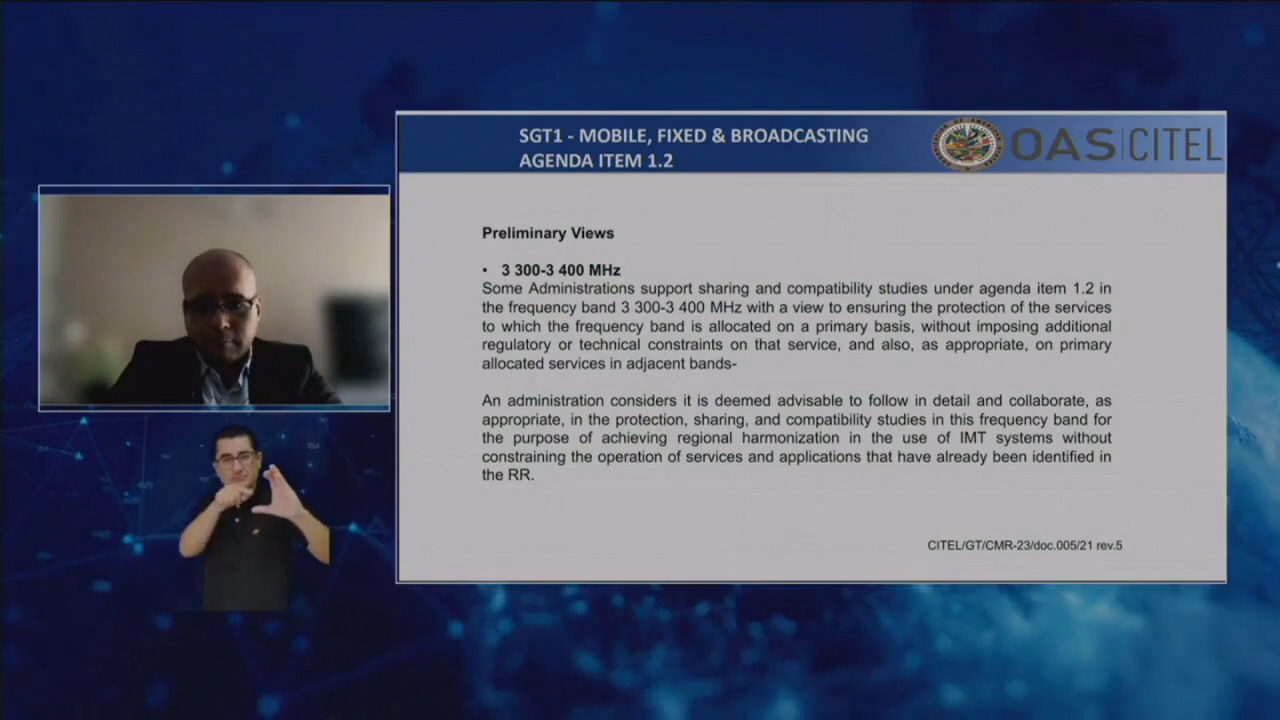 SGT1 - MOBILE, FIXED & BROADCASTING
AGENDA ITEM 1.2
OAS|CITEL
Preliminary Views
• 3 300-3 400 MHz
Some Administrations support sharing and compatibility studies under agenda item 1.2 in
the frequency band 3 300-3 400 MHz with a view to ensuring the protection of the services
to which the frequency band is allocated on a primary basis, without imposing additional
regulatory or technical constraints on that service, and also, as appropriate, on primary
allocated services in adjacent bands-
An administration considers it is deemed advisable to follow in detail and collaborate, as
appropriate, in the protection, sharing, and compatibility studies in this frequency band for
the purpose of achieving regional harmonization in the use of IMT systems without
constraining the operation of services and applications that have already been identified in
the RR.
CITEL/GT/CMR-23/doc.005/21 rev.5